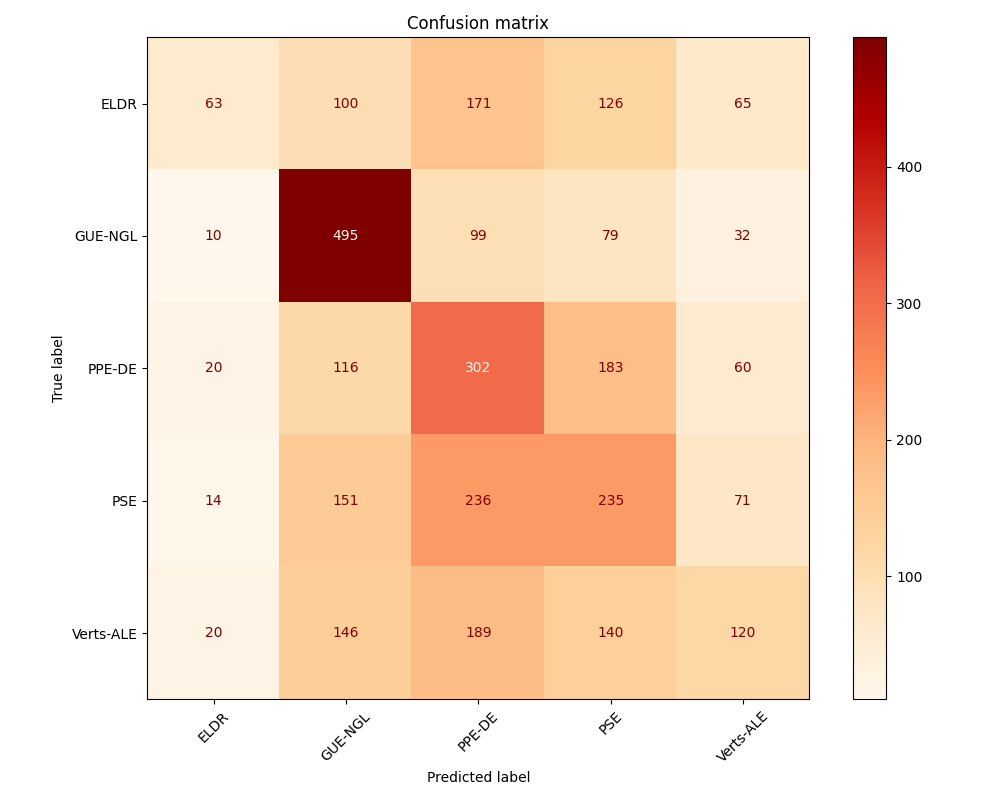 Confusion matrix
ELDR 63 100 171 126 65
GUE-NGL 10 495 99 79 32
PPE-DE 20 116 302 183 60
PSE 14 151 236 235 71
Verts-ALE 20 146 189 140 120
ELDR GUE-NGL PPE-DE PSE Verts-ALE
Predicted label
True label
400
300
200
100